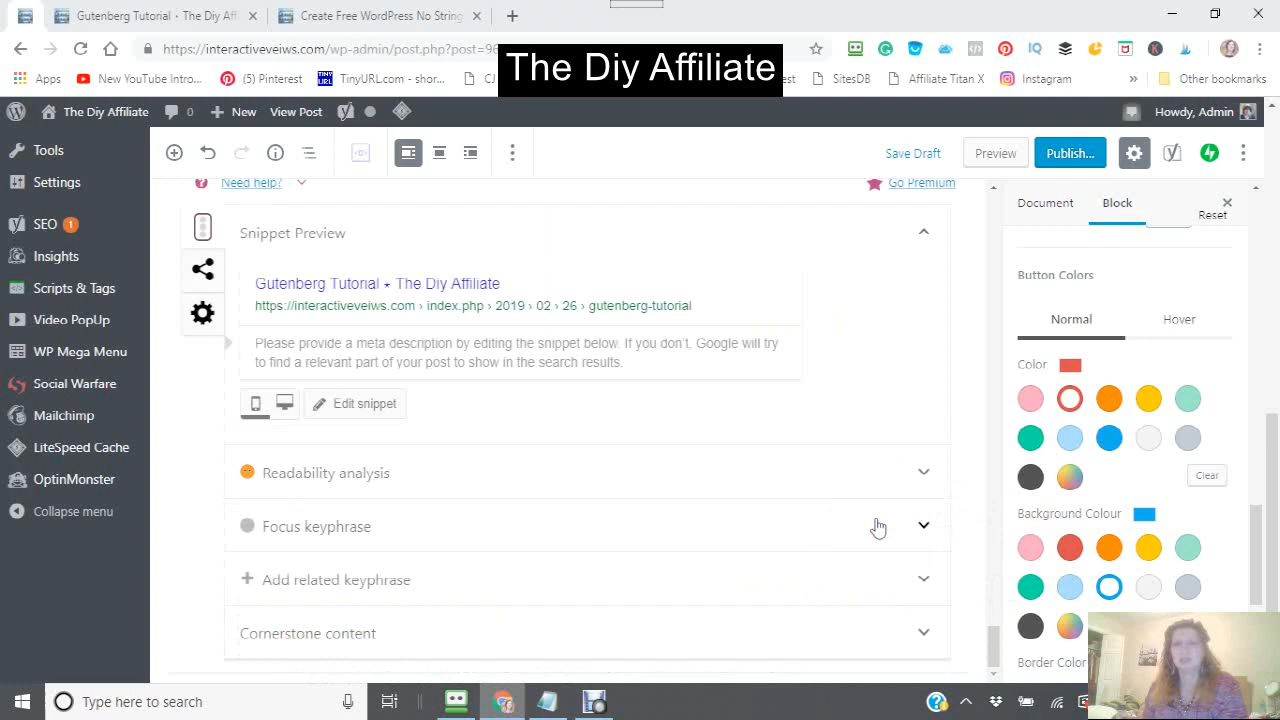 Gutenberg Tutorial ‹ The Diy Affil
Create Free WordPress No String
https://interactiveveiws.com/wp-admin/post.php?post=96
The Diy Affiliate
Apps
New YouTube Intro...
(5) Pinterest
TinyURL.com - shor...
CJ
SitesDB
Affiliate Titan X
Instagram
»
Other bookmarks
The DIY Affiliate
0
New
View Post
Howdy, Admin
Tools
Settings
SEO 1
Insights
Scripts & Tags
Video PopUp
WP Mega Menu
Social Warfare
Mailchimp
LiteSpeed Cache
OptinMonster
Collapse menu
Save Draft
Preview
Publish...
Need help?
Go Premium
Snippet Preview
Gutenberg Tutorial ⋆ The Diy Affiliate
https://interactiveveiws.com › index.php › 2019 › 02 › 26 › gutenberg-tutorial
Please provide a meta description by editing the snippet below. If you don't, Google will try
to find a relevant part of your post to show in the search results.
Edit snippet
Readability analysis
Focus keyphrase
Add related keyphrase
Cornerstone content
Document
Block
Reset
Button Colors
Normal
Hover
Color
Clear
Background Colour
Border Color
Type here to search